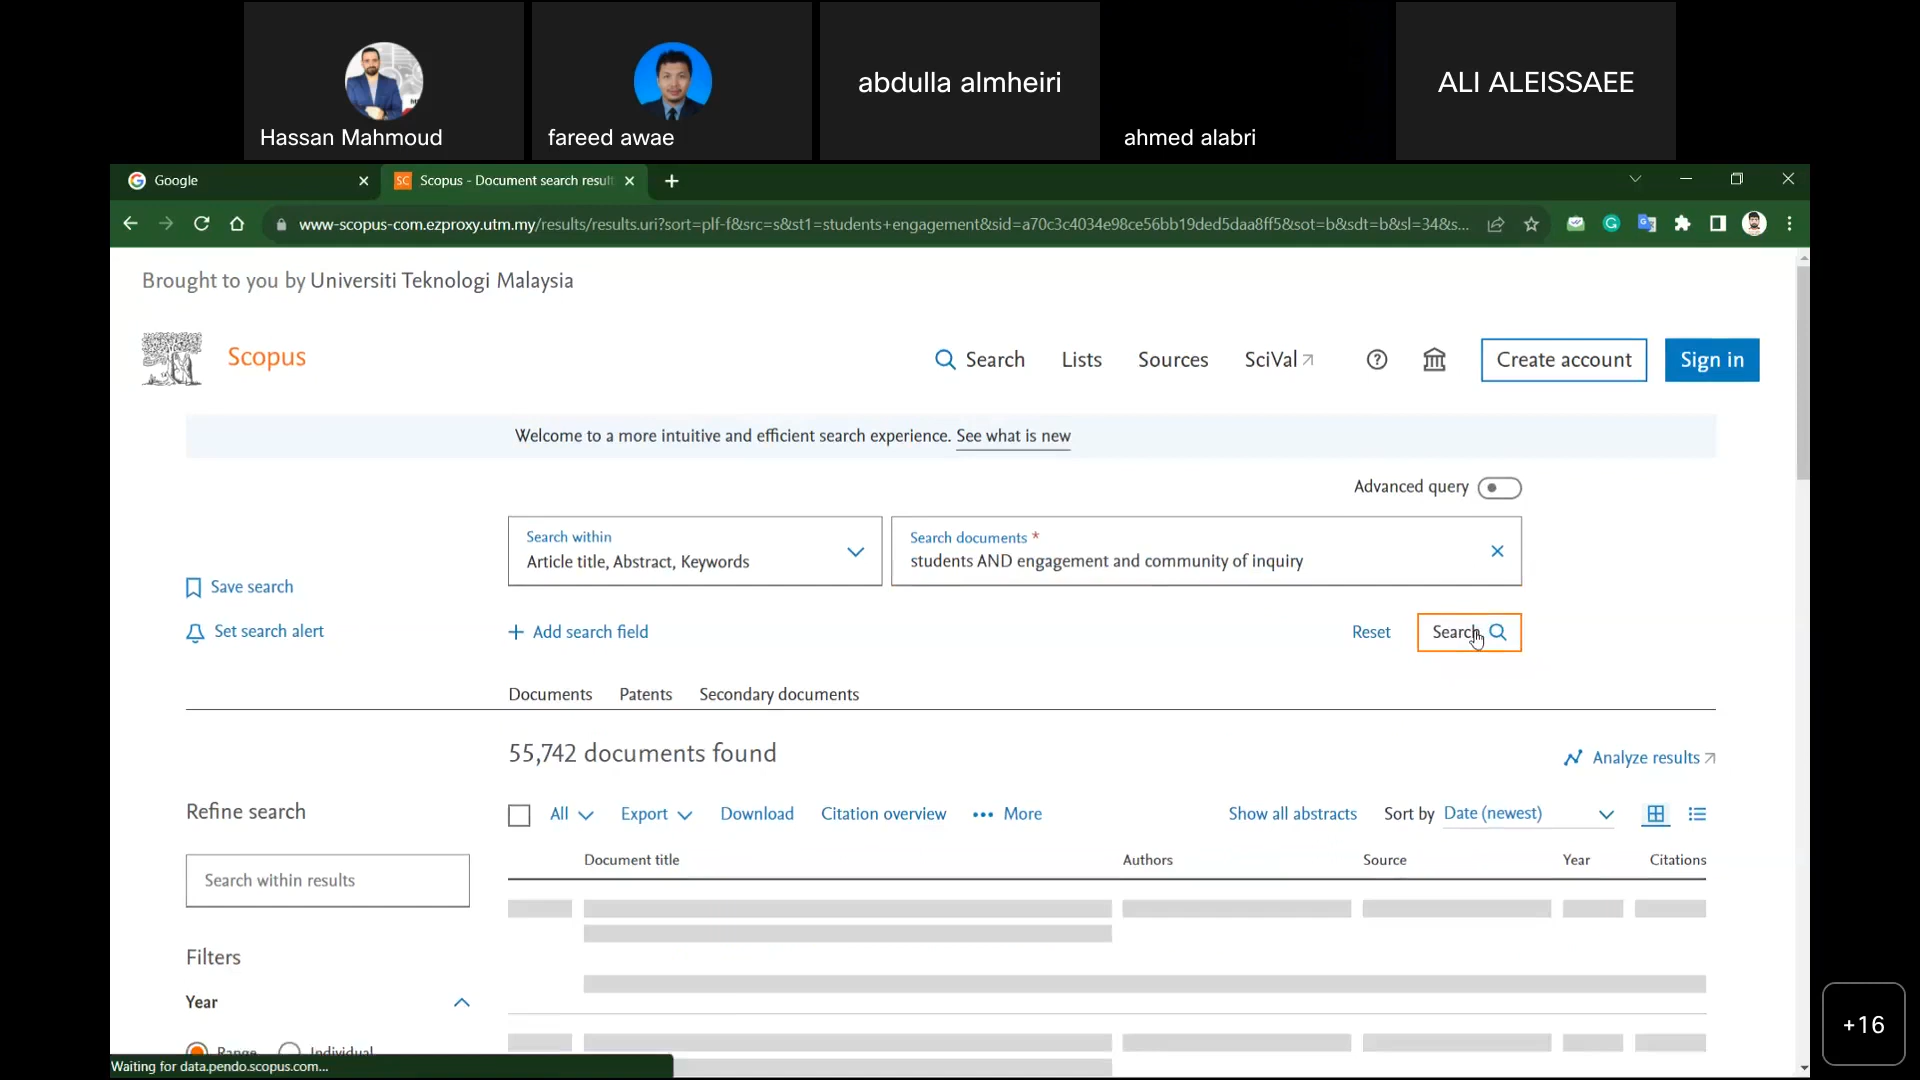 Hassan Mahmoud
fareed awae
abdulla almheiri
ahmed alabri
ALI ALEISSAEE
Google
Scopus - Document search result
www-scopus-com.ezproxy.utm.my/results/results.uri?sort=plf-f&src=s&st1=students+engagement&sid=a70c3c4034e98ce56bb19ded5daa8ff5&sot=b&sdt=b&sl=34&s...
Brought to you by Universiti Teknologi Malaysia
Scopus
Search
Lists
Sources
SciVal
Create account
Sign in
Welcome to a more intuitive and efficient search experience. See what is new
Advanced query
Search within
Article title, Abstract, Keywords
Search documents *
students AND engagement and community of inquiry
Save search
Set search alert
Add search field
Reset
Search
Documents
Patents
Secondary documents
55,742 documents found
Analyze results
Refine search
All
Export
Download
Citation overview
More
Show all abstracts
Sort by Date (newest)
Document title
Authors
Source
Year
Citations
Search within results
Filters
Year
Range
Individual
+16
Waiting for data.pendo.scopus.com...